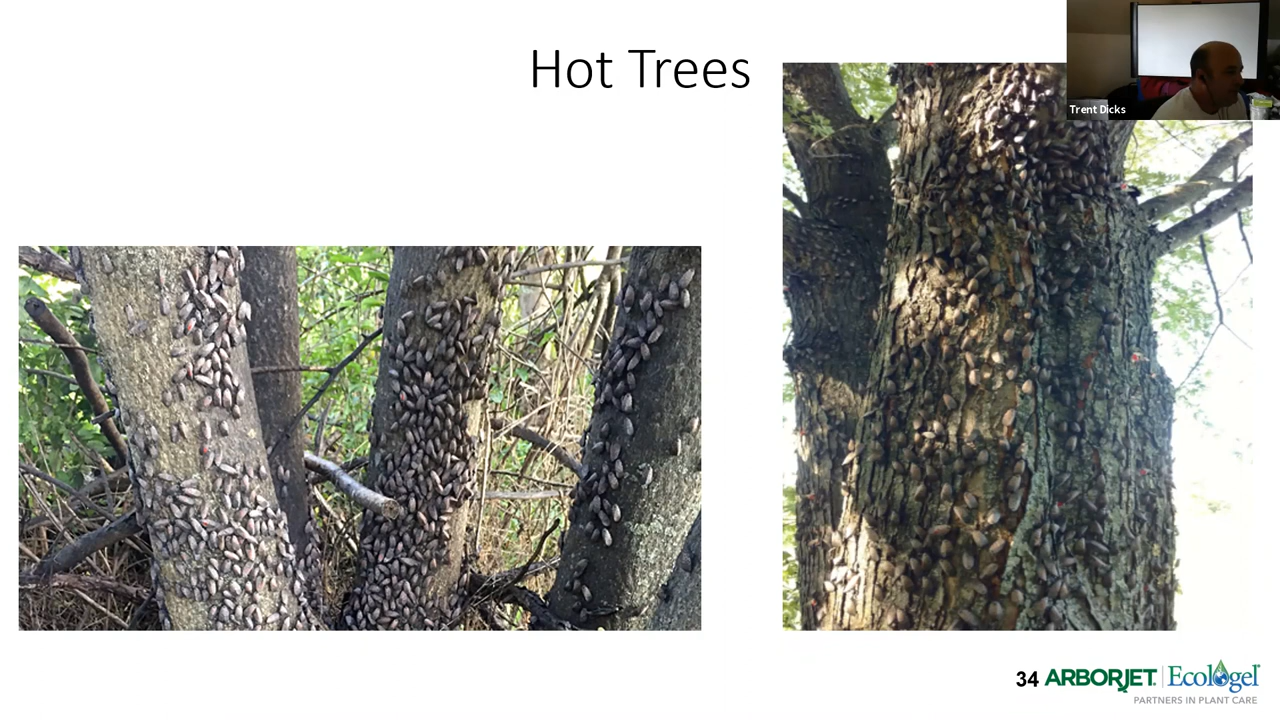 Hot Trees
Trent Dicks
34 ARBORJET | Ecologel
PARTNERS IN PLANT CARE